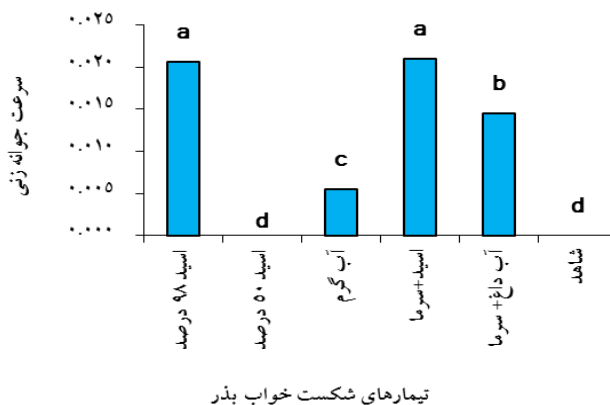 سرعت جوانه زنی
۰.۰۲۵
۰.۰۲۰
۰.۰۱۵
۰.۰۱۰
۰.۰۰۵
۰.۰۰۰
a
d
c
a
b
d
اسید ۹۸ درصد
اسید ۵۰ درصد
آب گرم
اسید+سرما
آب داغ+ سرما
شاهد
تیمارهای شکست خواب بذر